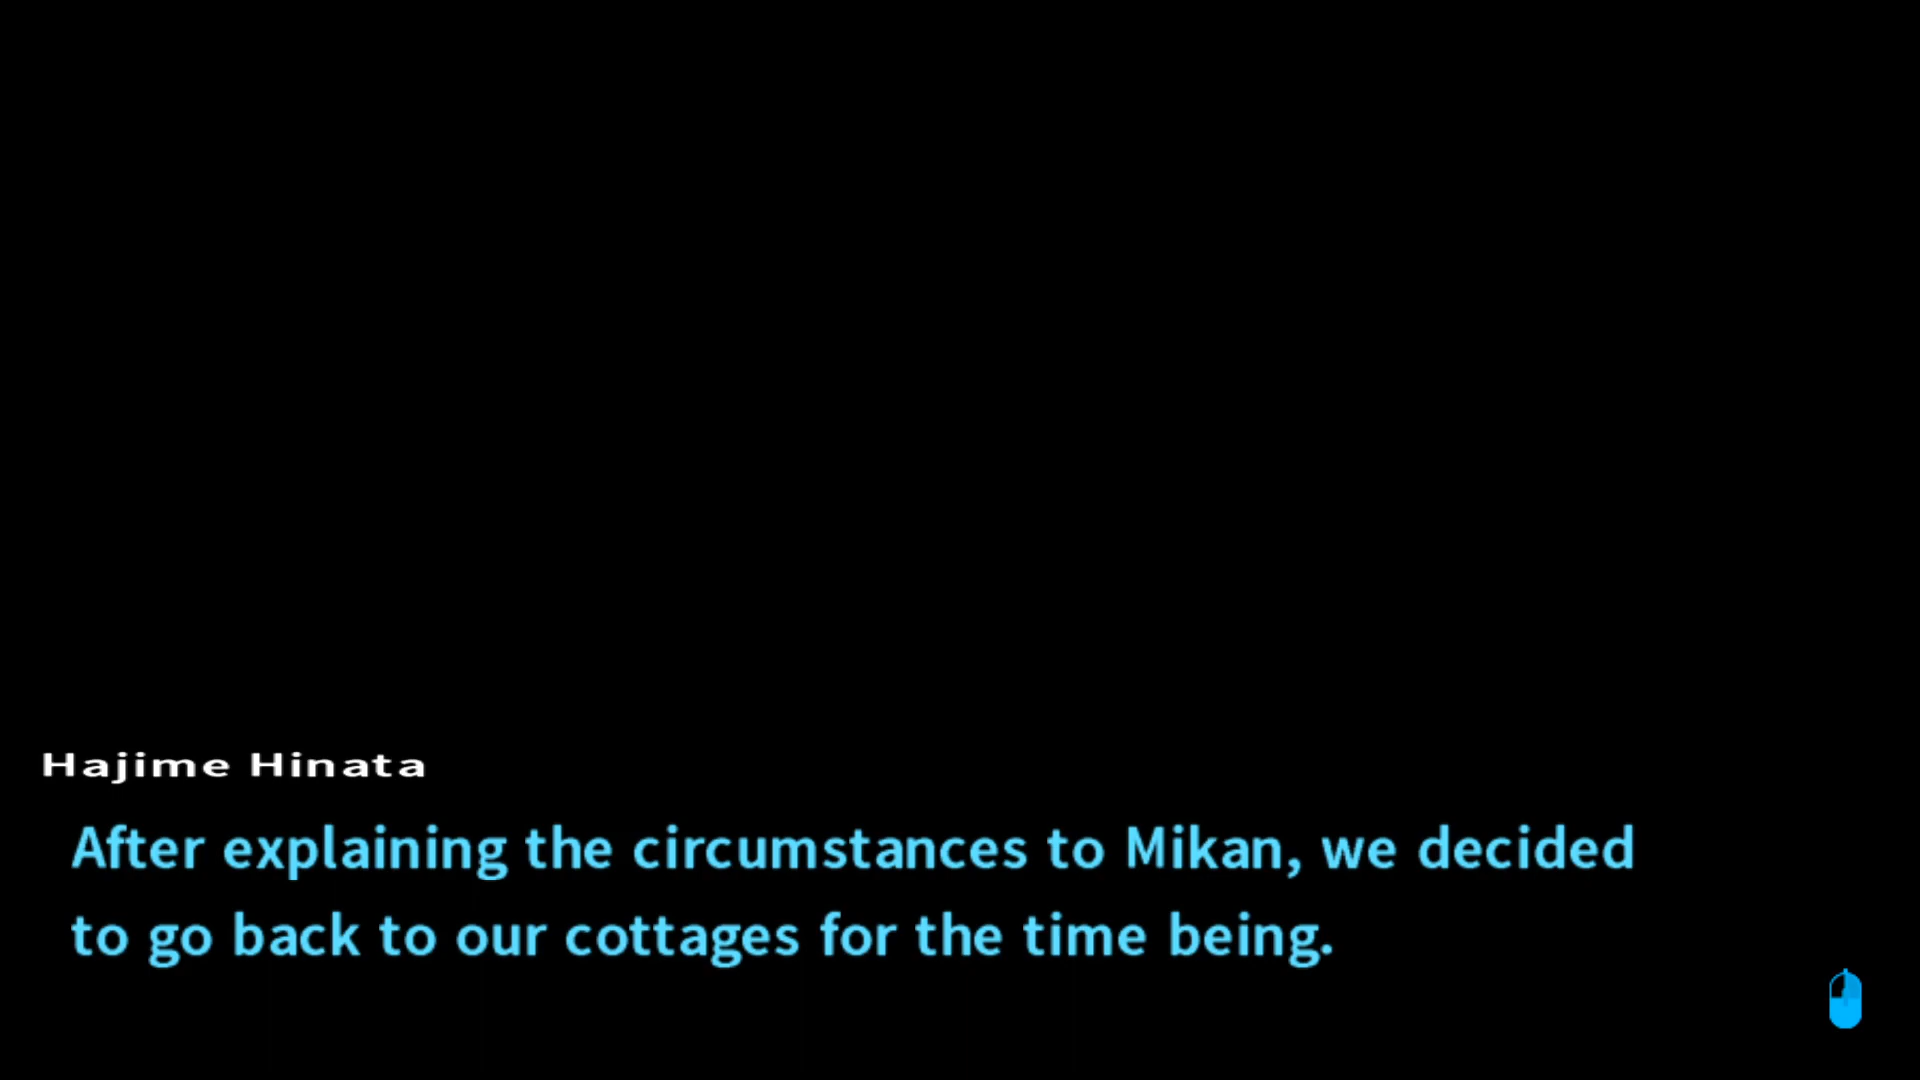 Hajime Hinata
After explaining the circumstances to Mikan, we decided
to go back to our cottages for the time being.